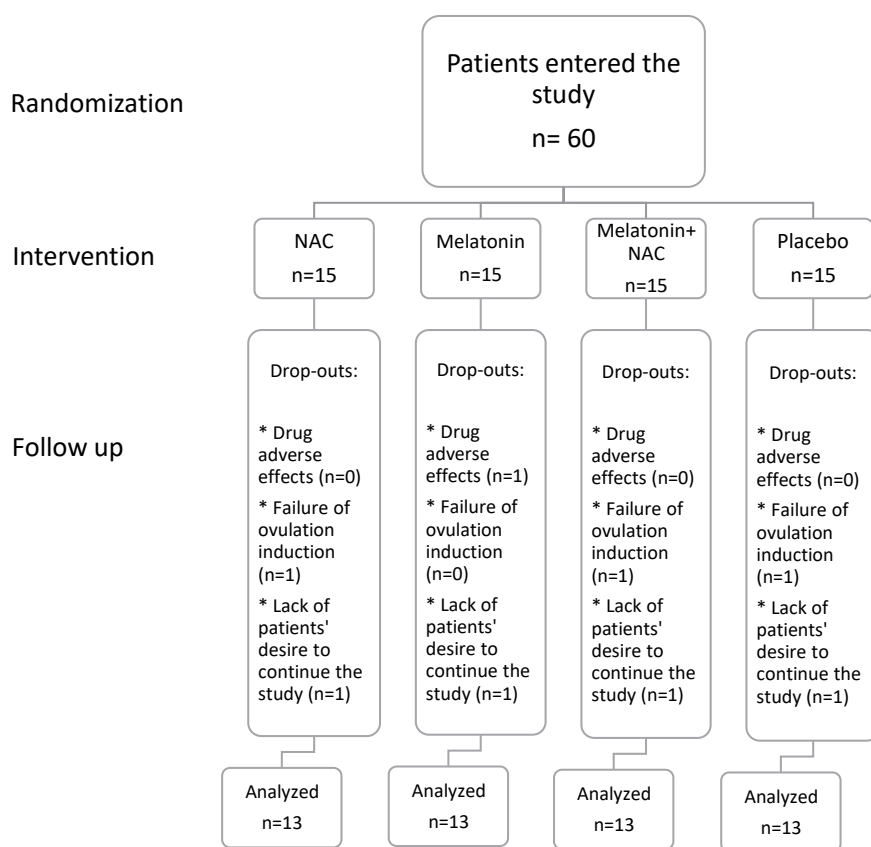 Randomization
Patients entered the
study
n= 60
Intervention
NAC
n=15
Melatonin
n=15
Melatonin+
NAC
n=15
Placebo
n=15
Follow up
Drop-outs:
* Drug
adverse
effects (n=0)
* Failure of
ovulation
induction
(n=1)
* Lack of
patients'
desire to
continue the
study (n=1)
Drop-outs:
* Drug
adverse
effects (n=1)
* Failure of
ovulation
induction
(n=0)
* Lack of
patients'
desire to
continue the
study (n=1)
Drop-outs:
* Drug
adverse
effects (n=0)
* Failure of
ovulation
induction
(n=1)
* Lack of
patients'
desire to
continue the
study (n=1)
Drop-outs:
* Drug
adverse
effects (n=0)
* Failure of
ovulation
induction
(n=1)
* Lack of
patients'
desire to
continue the
study (n=1)
Analyzed
n=13
Analyzed
n=13
Analyzed
n=13
Analyzed
n=13